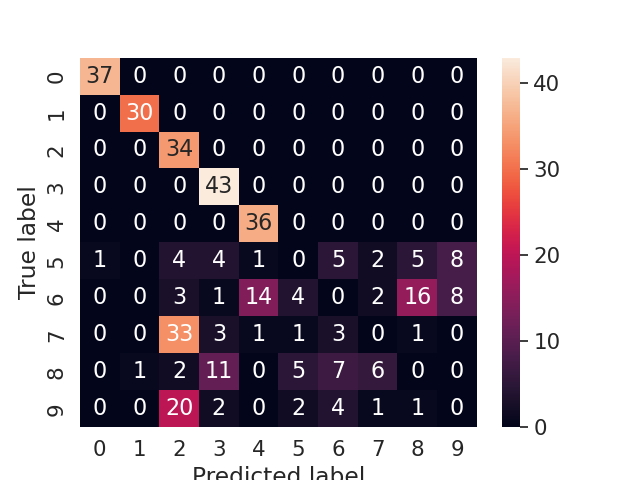 0 37 0 0 0 0 0 0 0 0 0
1 0 30 0 0 0 0 0 0 0 0
2 0 0 34 0 0 0 0 0 0 0
3 0 0 0 43 0 0 0 0 0 0
4 0 0 0 0 36 0 0 0 0 0
5 1 0 4 4 1 0 5 2 5 8
6 0 0 3 1 14 4 0 2 16 8
7 0 0 33 3 1 1 3 0 1 0
8 0 1 2 11 0 5 7 6 0 0
9 0 0 20 2 0 2 4 1 1 0
0 1 2 3 4 5 6 7 8 9
True label
Predicted label
40
30
20
10
0